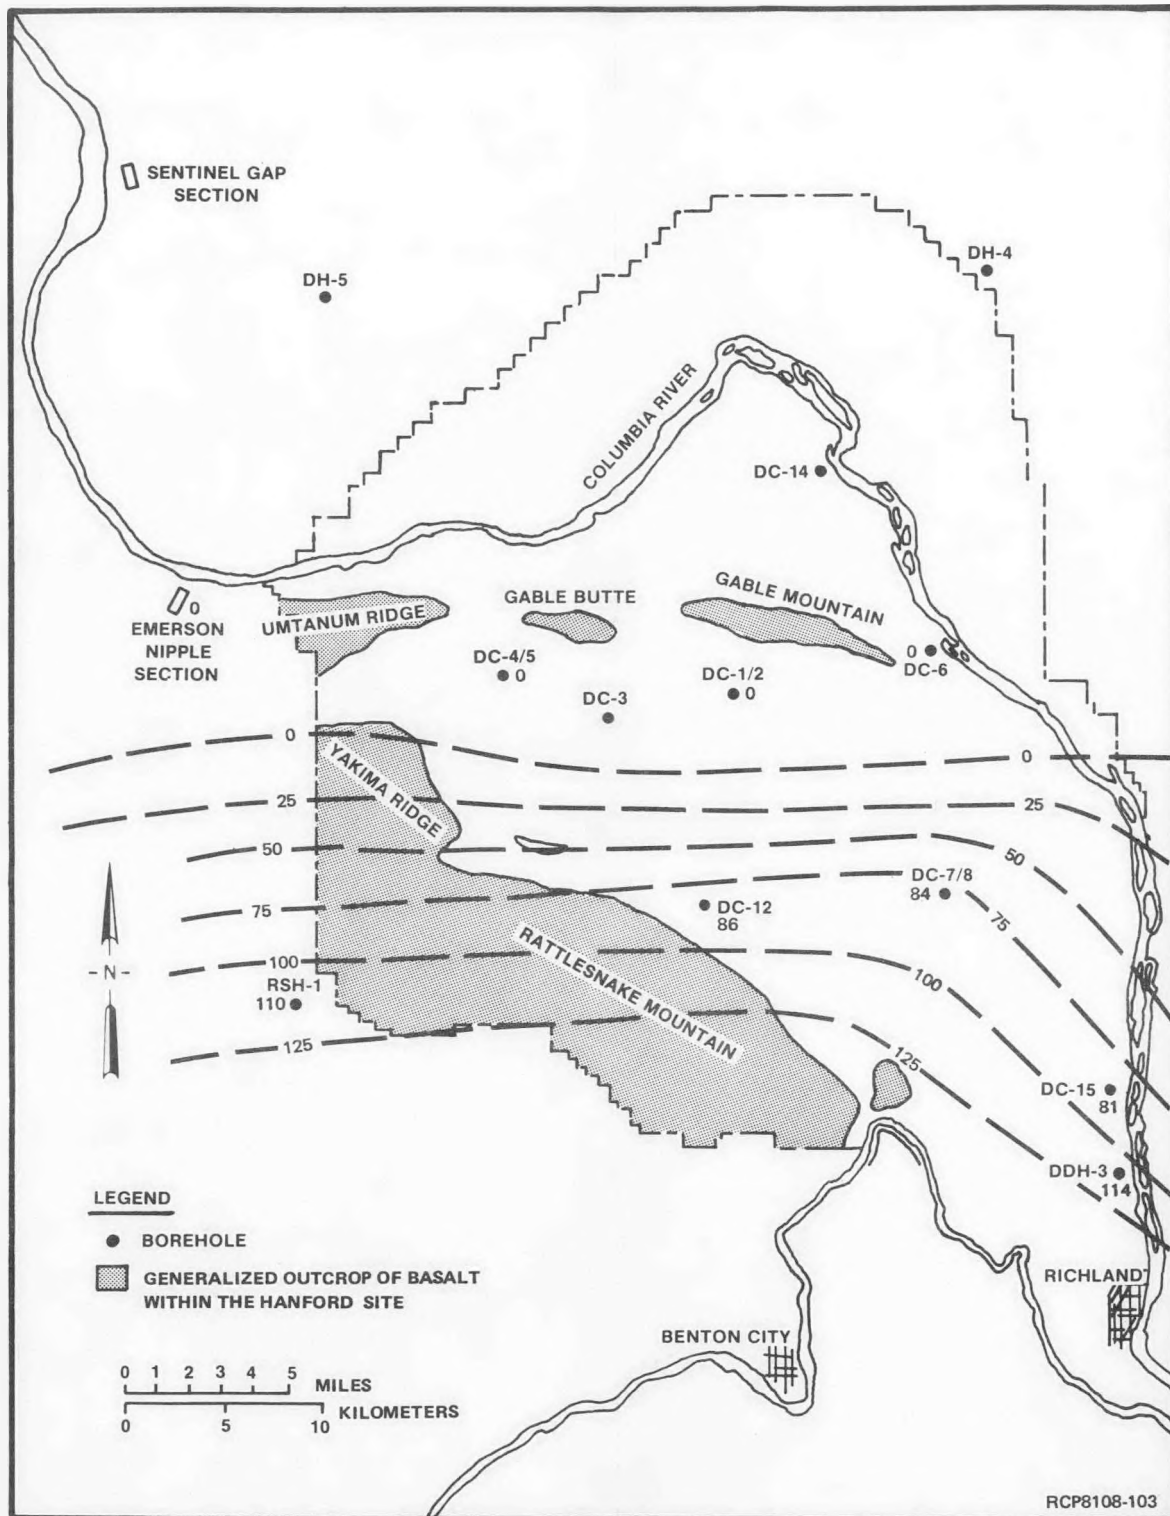 SENTINEL GAP
SECTION
DH-5
DH-4
COLUMBIA RIVER
DC-14
0
EMERSON
NIPPLE
SECTION
UMTANUM RIDGE
GABLE BUTTE
GABLE MOUNTAIN
DC-4/5
0
DC-3
DC-1/2
0
0
DC-6
0
0
YAKIMA RIDGE
25
25
50
50
DC-7/8
84
75
75
DC-12
86
RATTLESNAKE MOUNTAIN
- N -
100
100
RSH-1
110
125
125
DC-15
81
DDH-3
114
LEGEND
BOREHOLE
GENERALIZED OUTCROP OF BASALT
WITHIN THE HANFORD SITE
RICHLAND
BENTON CITY
0 1 2 3 4 5
MILES
KILOMETERS
0 5 10
RCP8108-103